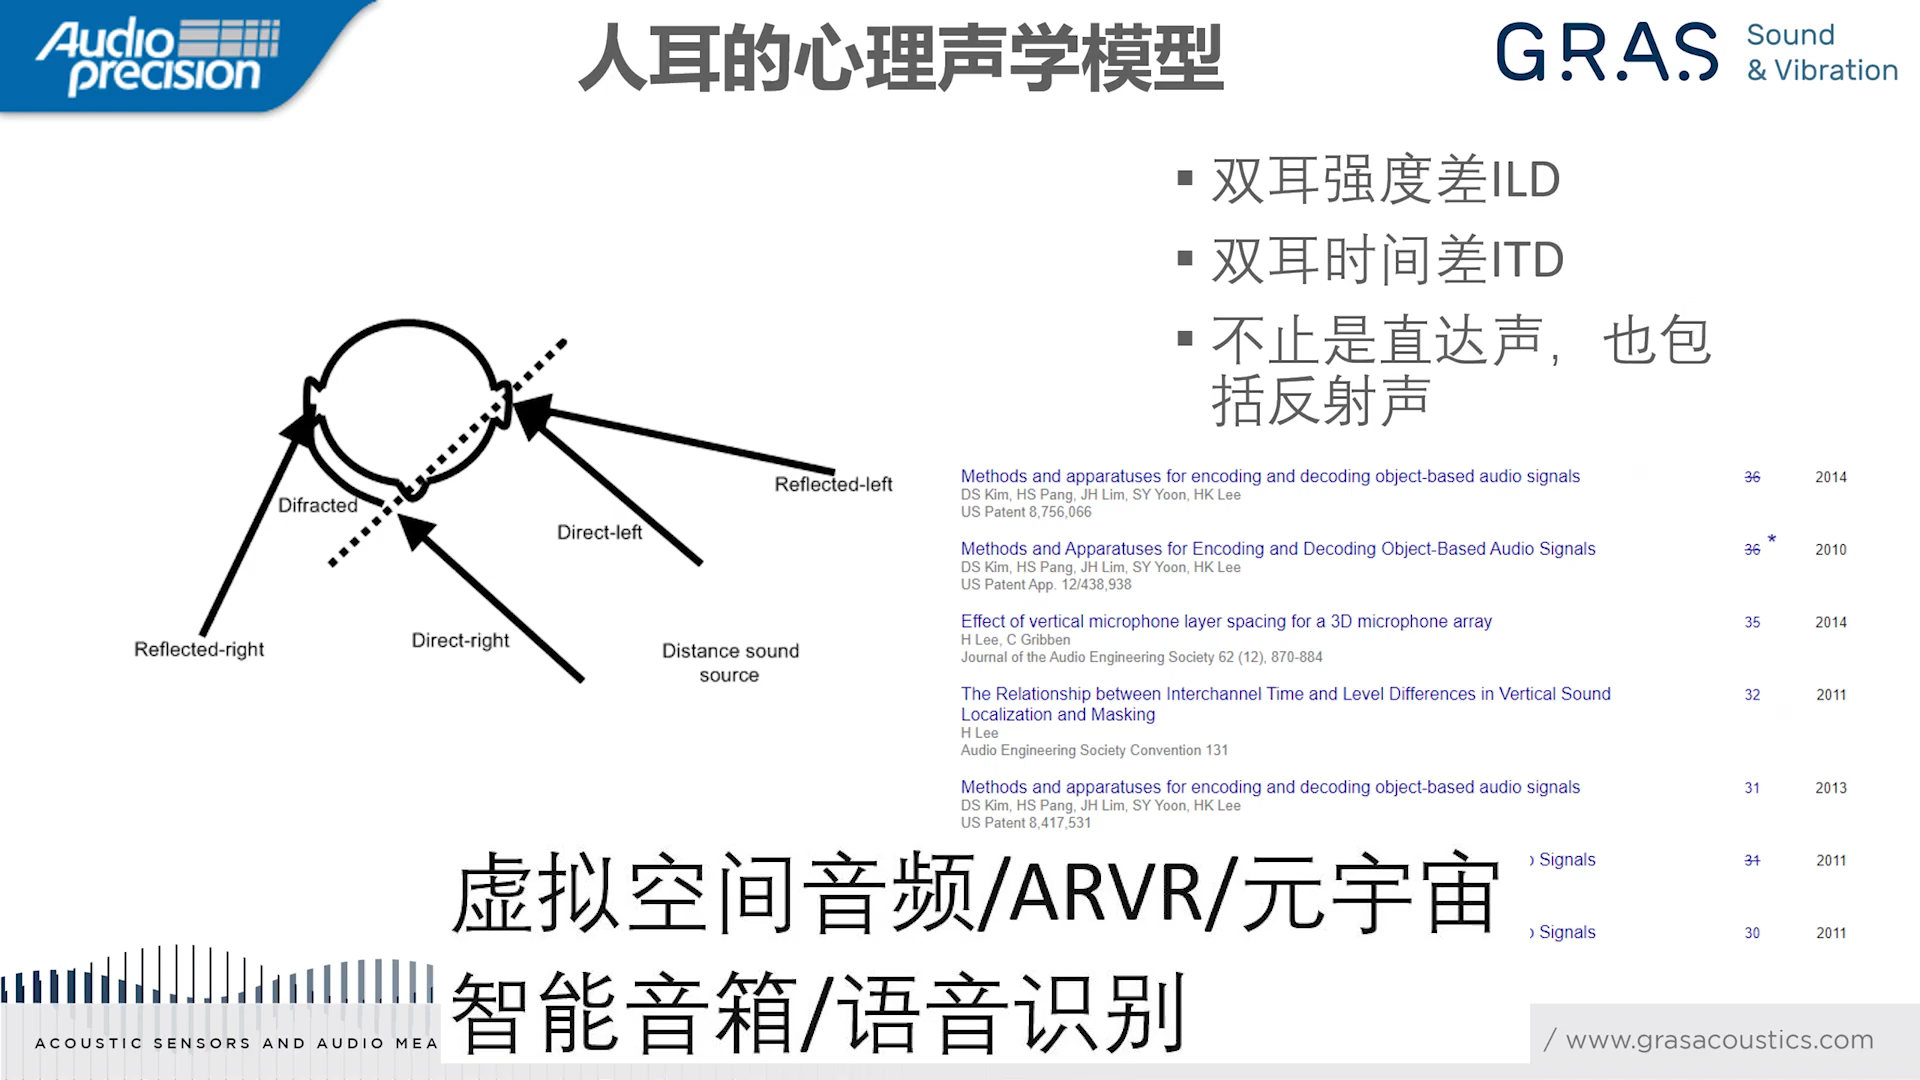 Audio precision
人耳的心理声学模型
GRAS Sound & Vibration
▪ 双耳强度差ILD
▪ 双耳时间差ITD
▪ 不止是直达声，也包
括反射声
Difracted
Reflected-left
Direct-left
Direct-right
Reflected-right
Distance sound
source
Methods and apparatuses for encoding and decoding object-based audio signals 36 2014
DS Kim, HS Pang, JH Lim, SY Yoon, HK Lee
US Patent 8,756,066
Methods and Apparatuses for Encoding and Decoding Object-Based Audio Signals 36 * 2010
DS Kim, HS Pang, JH Lim, SY Yoon, HK Lee
US Patent App. 12/438,938
Effect of vertical microphone layer spacing for a 3D microphone array 35 2014
H Lee, C Gribben
Journal of the Audio Engineering Society 62 (12), 870-884
The Relationship between Interchannel Time and Level Differences in Vertical Sound 32 2011
Localization and Masking
H Lee
Audio Engineering Society Convention 131
Methods and apparatuses for encoding and decoding object-based audio signals 31 2013
DS Kim, HS Pang, JH Lim, SY Yoon, HK Lee
US Patent 8,417,531
Signals 31 2011
Signals 30 2011
虚拟空间音频/ARVR/元宇宙
智能音箱/语音识别
ACOUSTIC SENSORS AND AUDIO MEA
/ www.grasacoustics.com